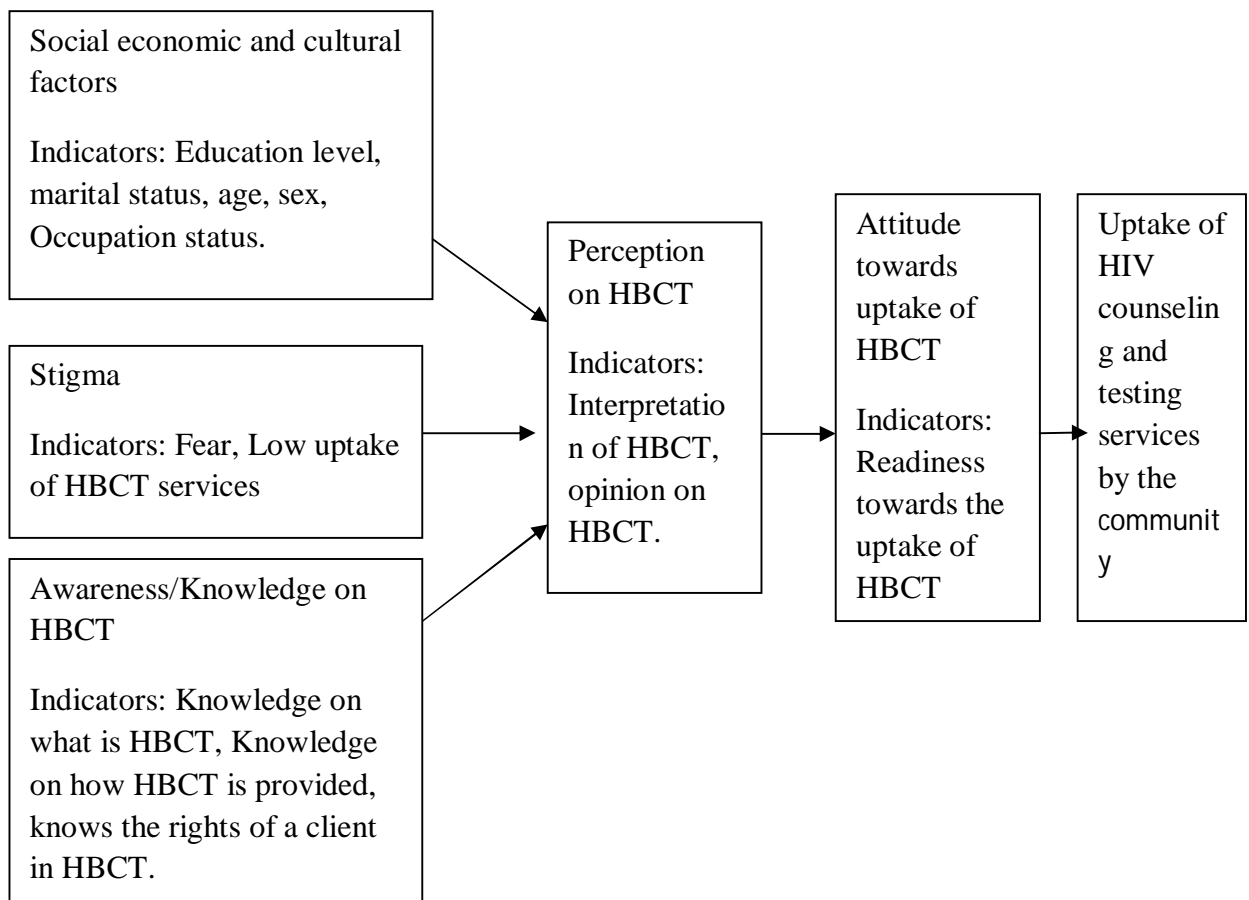 Social economic and cultural
factors
Indicators: Education level,
marital status, age, sex,
Occupation status.
Stigma
Indicators: Fear, Low uptake
of HBCT services
Awareness/Knowledge on
HBCT
Indicators: Knowledge on
what is HBCT, Knowledge
on how HBCT is provided,
knows the rights of a client
in HBCT.
Perception
on HBCT
Indicators:
Interpretatio
n of HBCT,
opinion on
HBCT.
Attitude
towards
uptake of
HBCT
Indicators:
Readiness
towards the
uptake of
HBCT
Uptake of
HIV
counselin
g and
testing
services
by the
communit
y